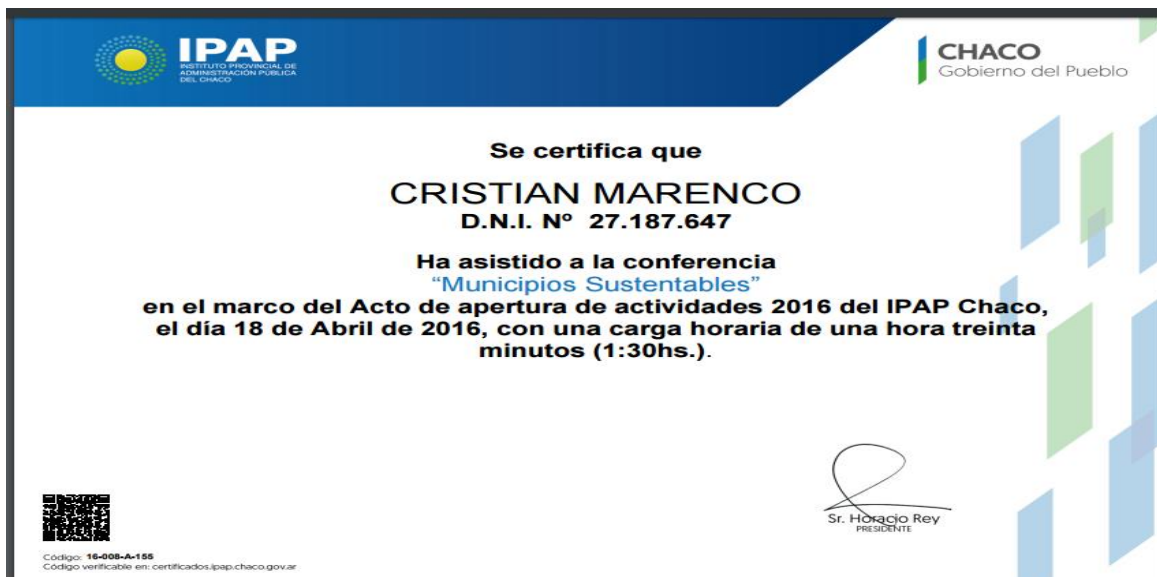 IPAP
INSTITUTO PROVINCIAL DE
ADMINISTRACIÓN PÚBLICA
DEL CHACO
CHACO
Gobierno del Pueblo
Se certifica que
CRISTIAN MARENCO
D.N.I. Nº 27.187.647
Ha asistido a la conferencia
“Municipios Sustentables”
en el marco del Acto de apertura de actividades 2016 del IPAP Chaco,
el día 18 de Abril de 2016, con una carga horaria de una hora treinta
minutos (1:30hs.).
Sr. Horacio Rey
PRESIDENTE
Código: 16-008-A-155
Código verificable en: certificados.ipap.chaco.gov.ar